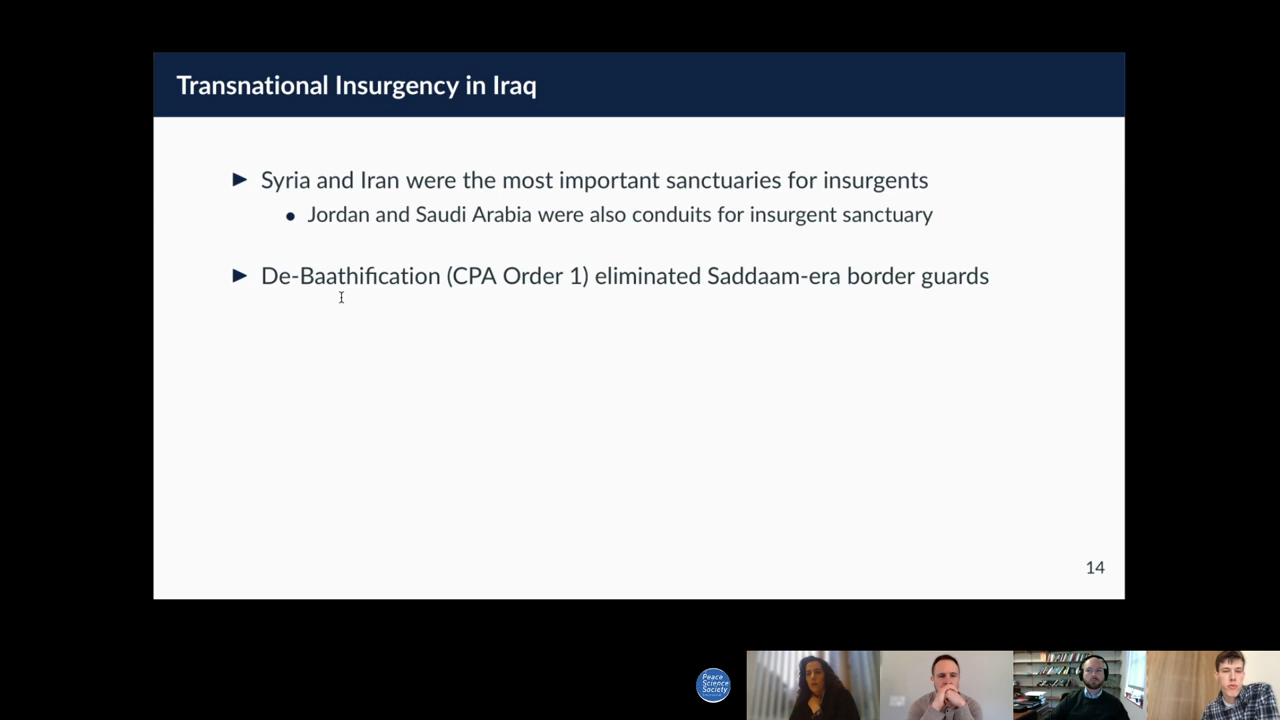 Transnational Insurgency in Iraq
► Syria and Iran were the most important sanctuaries for insurgents
• Jordan and Saudi Arabia were also conduits for insurgent sanctuary
► De-Baathification (CPA Order 1) eliminated Saddaam-era border guards
14
Peace
Science
Society